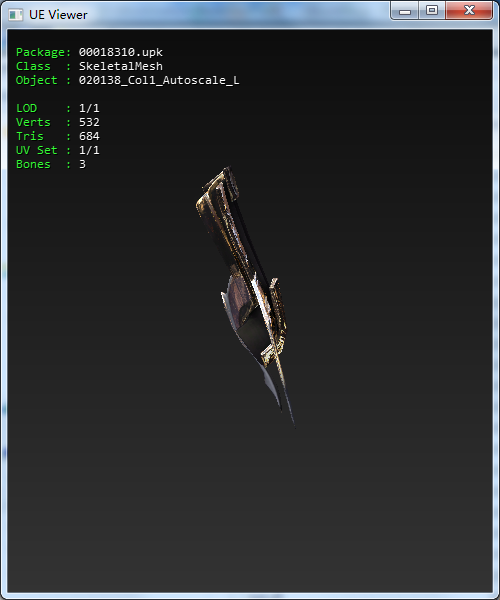 UE Viewer
Package: 00018310.upk
Class  : SkeletalMesh
Object : 020138_Col1_Autoscale_L
LOD    : 1/1
Verts  : 532
Tris   : 684
UV Set : 1/1
Bones  : 3